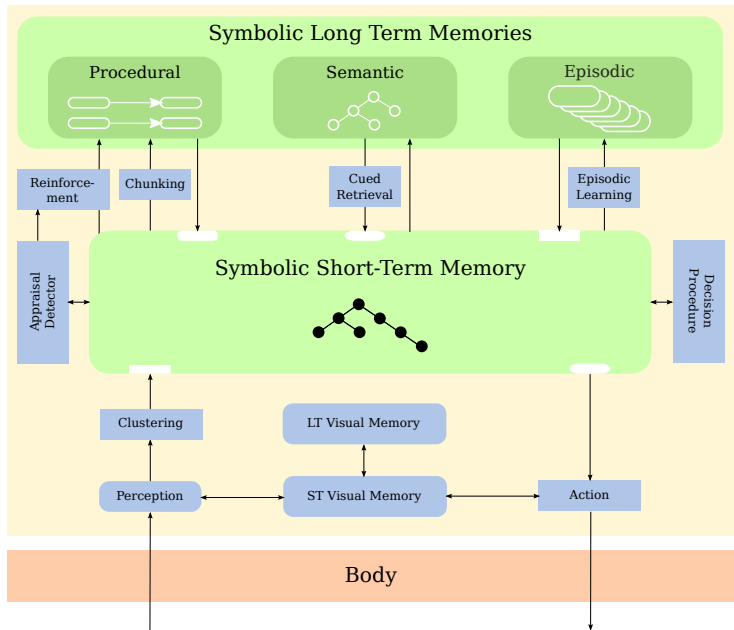 Symbolic Long Term Memories
Procedural
Semantic
Episodic
Reinforce-
ment
Chunking
Cued
Retrieval
Episodic
Learning
Symbolic Short-Term Memory
Appraisal
Detector
Decision
Procedure
Clustering
LT Visual Memory
Perception
ST Visual Memory
Action
Body